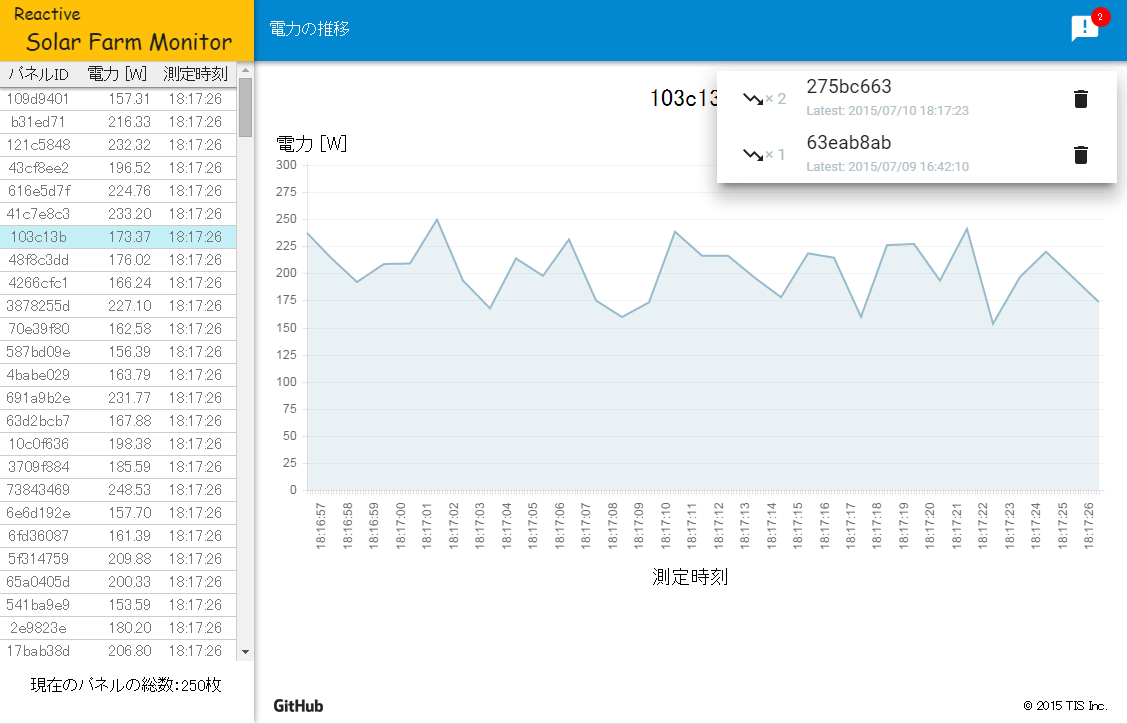 Reactive
Solar Farm Monitor
電力の推移
2
パネルID 電力 [W] 測定時刻
109d9401 157.31 18:17:26
b31ed71 216.33 18:17:26
121c5848 232.32 18:17:26
43cf8ee2 196.52 18:17:26
616e5d7f 224.76 18:17:26
41c7e8c3 233.20 18:17:26
103c13b 173.37 18:17:26
48f8c3dd 176.02 18:17:26
4266cfc1 166.24 18:17:26
3878255d 227.10 18:17:26
70e39f80 162.58 18:17:26
587bd09e 156.39 18:17:26
4babe029 163.79 18:17:26
691a9b2e 231.77 18:17:26
63d2bcb7 167.88 18:17:26
10c0f636 198.38 18:17:26
3709f884 185.59 18:17:26
73843469 248.53 18:17:26
6e6d192e 157.70 18:17:26
6fd36087 161.39 18:17:26
5f314759 209.88 18:17:26
65a0405d 200.33 18:17:26
541ba9e9 153.59 18:17:26
2e9823e 180.20 18:17:26
17bab38d 206.80 18:17:26
現在のパネルの総数:250枚
103c13
× 2 275bc663
Latest: 2015/07/10 18:17:23
× 1 63eab8ab
Latest: 2015/07/09 16:42:10
電力 [W]
300
250
225
200
175
150
125
100
75
50
25
0
18:16:57
18:16:58
18:16:59
18:17:00
18:17:01
18:17:02
18:17:03
18:17:04
18:17:05
18:17:06
18:17:07
18:17:08
18:17:09
18:17:10
18:17:11
18:17:12
18:17:13
18:17:14
18:17:15
18:17:16
18:17:17
18:17:18
18:17:19
18:17:20
18:17:21
18:17:22
18:17:23
18:17:24
18:17:25
18:17:26
測定時刻
GitHub
© 2015 TIS Inc.